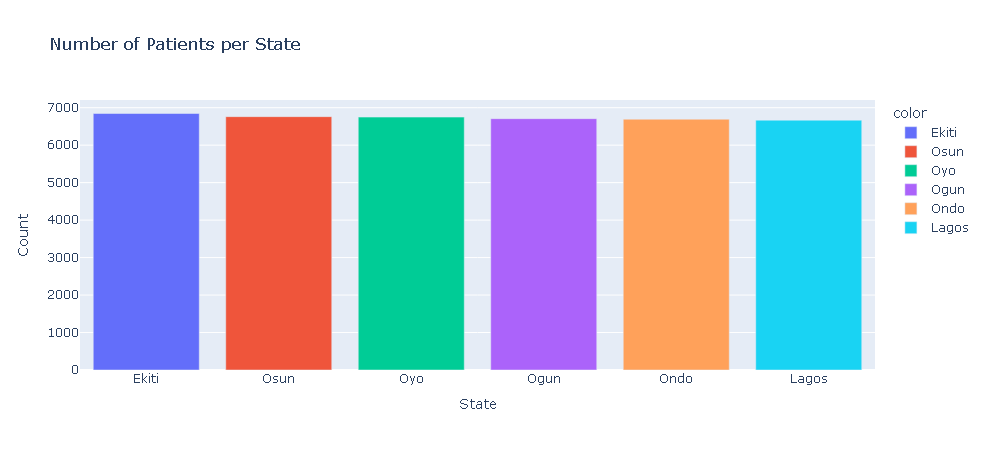 Number of Patients per State
7000
6000
5000
4000
3000
2000
1000
0
Count
Ekiti
Osun
Oyo
Ogun
Ondo
Lagos
State
color
Ekiti
Osun
Oyo
Ogun
Ondo
Lagos